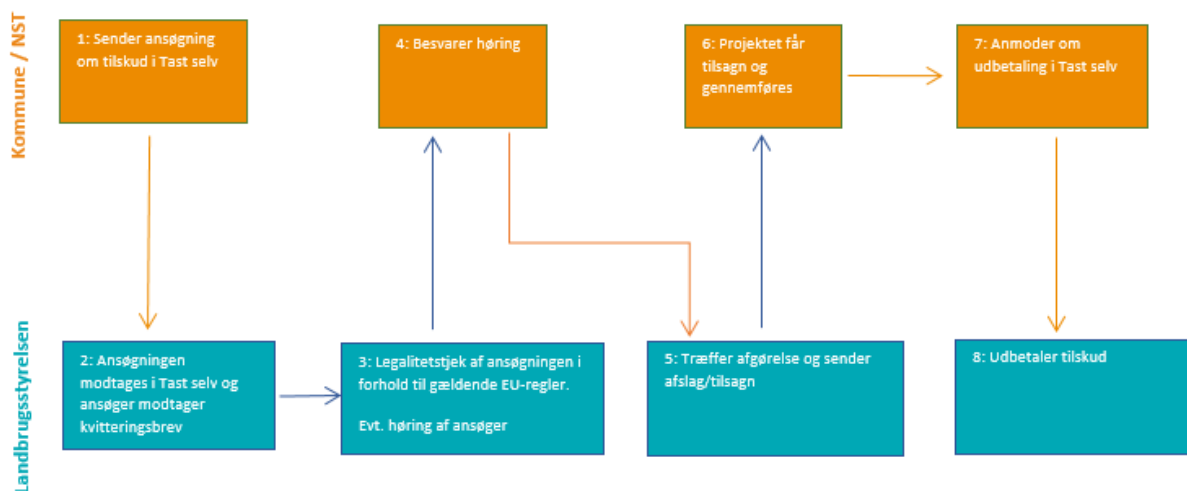 Kommune / NST
1: Sender ansøgning
om tilskud i Tast selv
4: Besvarer høring
6: Projektet får
tilsagn og
gennemføres
7: Anmoder om
udbetaling i Tast selv
Landbrugsstyrelsen
2: Ansøgningen
modtages i Tast selv og
ansøger modtager
kvitteringsbrev
3: Legalitetstjek af ansøgningen i
forhold til gældende EU-regler.
Evt. høring af ansøger
5: Træffer afgørelse og sender
afslag/tilsagn
8: Udbetaler tilskud